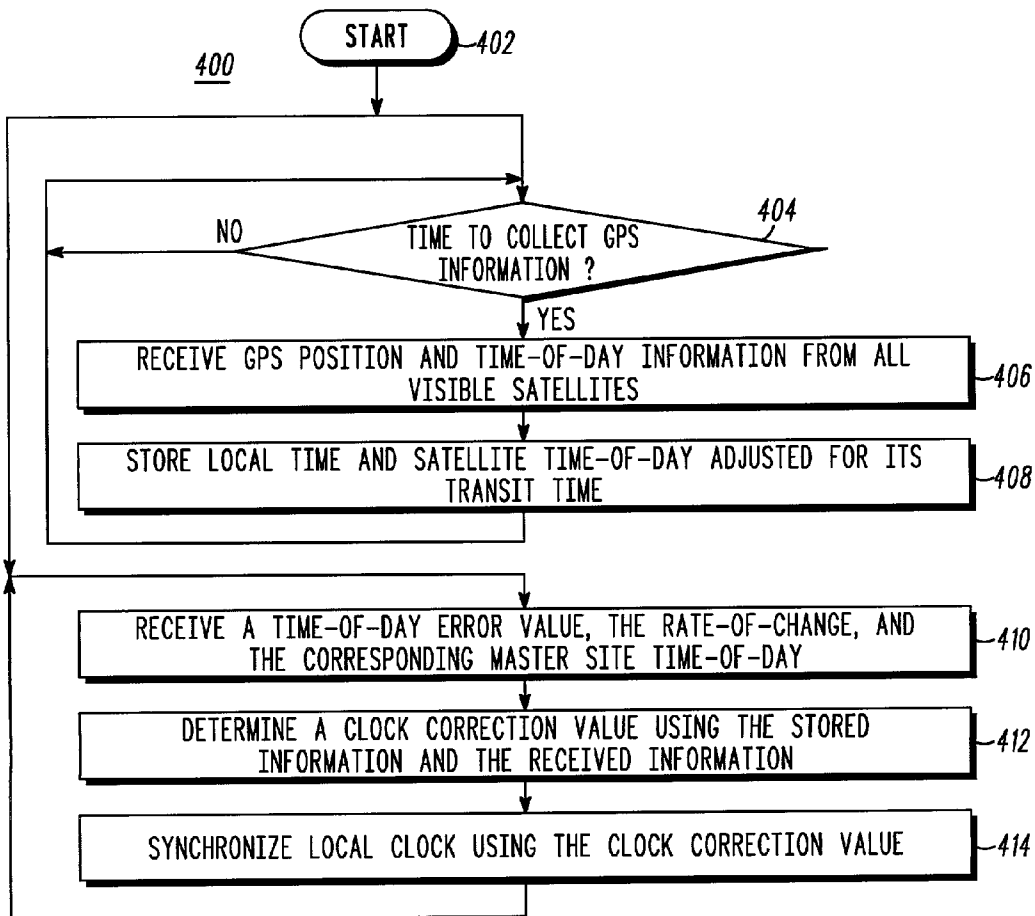 START
402
400
404
TIME TO COLLECT GPS
INFORMATION ?
NO
YES
RECEIVE GPS POSITION AND TIME-OF-DAY INFORMATION FROM ALL
VISIBLE SATELLITES
406
STORE LOCAL TIME AND SATELLITE TIME-OF-DAY ADJUSTED FOR ITS
TRANSIT TIME
408
RECEIVE A TIME-OF-DAY ERROR VALUE, THE RATE-OF-CHANGE, AND
THE CORRESPONDING MASTER SITE TIME-OF-DAY
410
DETERMINE A CLOCK CORRECTION VALUE USING THE STORED
INFORMATION AND THE RECEIVED INFORMATION
412
SYNCHRONIZE LOCAL CLOCK USING THE CLOCK CORRECTION VALUE
414